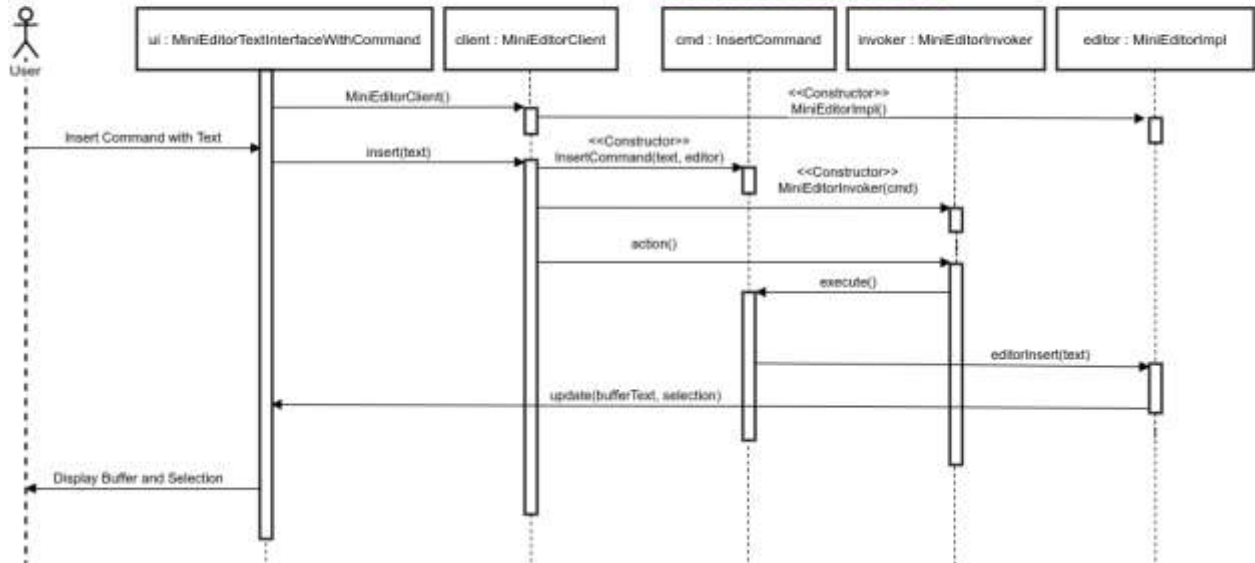 User
ui : MiniEditorTextInterfaceWithCommand
client : MiniEditorClient
cmd : InsertCommand
invoker : MiniEditorInvoker
editor : MiniEditorImpl
MiniEditorClient()
<<Constructor>>
MiniEditorImpl()
Insert Command with Text
insert(text)
<<Constructor>>
InsertCommand(text, editor)
<<Constructor>>
MiniEditorInvoker(cmd)
action()
execute()
editorInsert(text)
update(bufferText, selection)
Display Buffer and Selection